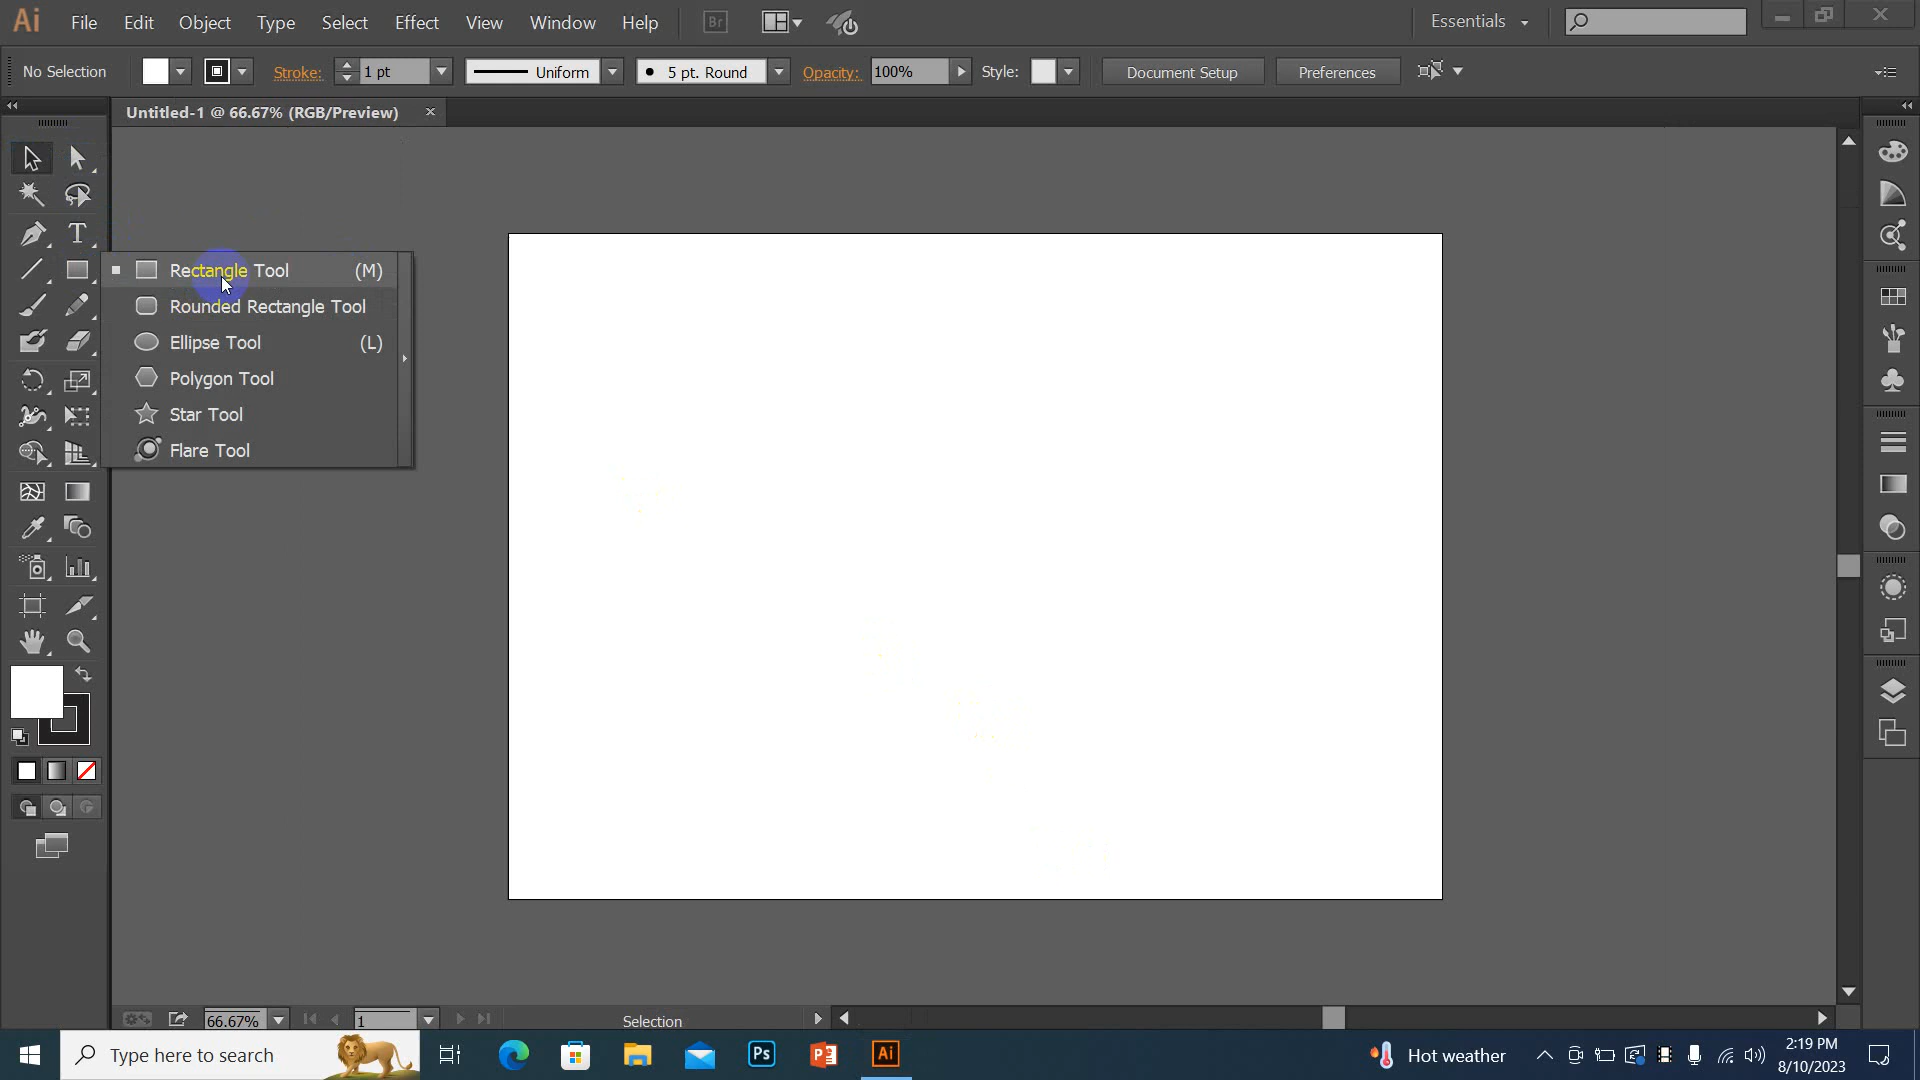 Ai File Edit Object Type Select Effect View Window Help Br Essentials
No Selection Stroke: 1 pt Uniform 5 pt. Round Opacity: 100% Style: Document Setup Preferences
Untitled-1 @ 66.67% (RGB/Preview)
T
Rectangle Tool (M)
Rounded Rectangle Tool
Ellipse Tool (L)
Polygon Tool
Star Tool
Flare Tool
66.67% 1 Selection
Type here to search Ps P Ai Hot weather 2:19 PM
8/10/2023